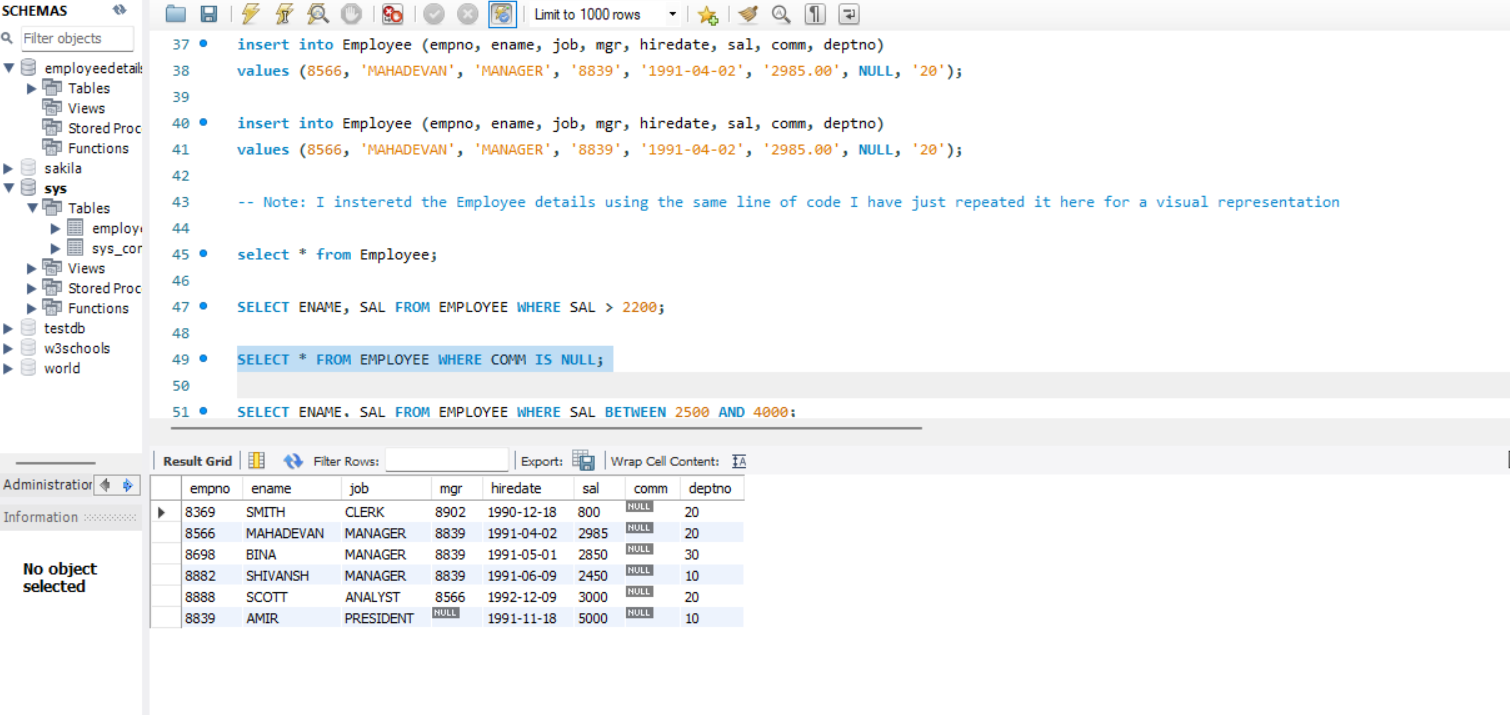 SCHEMAS
Filter objects
employeedetails
Tables
Views
Stored Proc
Functions
sakila
sys
Tables
employ
sys_cor
Views
Stored Proc
Functions
testdb
w3schools
world
Administration
Information
No object
selected
Limit to 1000 rows
37 insert into Employee (empno, ename, job, mgr, hiredate, sal, comm, deptno)
38 values (8566, 'MAHADEVAN', 'MANAGER', '8839', '1991-04-02', '2985.00', NULL, '20');
39
40 insert into Employee (empno, ename, job, mgr, hiredate, sal, comm, deptno)
41 values (8566, 'MAHADEVAN', 'MANAGER', '8839', '1991-04-02', '2985.00', NULL, '20');
42
43 -- Note: I insteretd the Employee details using the same line of code I have just repeated it here for a visual representation
44
45 select * from Employee;
46
47 SELECT ENAME, SAL FROM EMPLOYEE WHERE SAL > 2200;
48
49 SELECT * FROM EMPLOYEE WHERE COMM IS NULL;
50
51 SELECT ENAME, SAL FROM EMPLOYEE WHERE SAL BETWEEN 2500 AND 4000;
Result Grid Filter Rows: Export: Wrap Cell Content: IA
empno ename job mgr hiredate sal comm deptno
8369 SMITH CLERK 8902 1990-12-18 800 NULL 20
8566 MAHADEVAN MANAGER 8839 1991-04-02 2985 NULL 20
8698 BINA MANAGER 8839 1991-05-01 2850 NULL 30
8882 SHIVANSH MANAGER 8839 1991-06-09 2450 NULL 10
8888 SCOTT ANALYST 8566 1992-12-09 3000 NULL 20
8839 AMIR PRESIDENT NULL 1991-11-18 5000 NULL 10